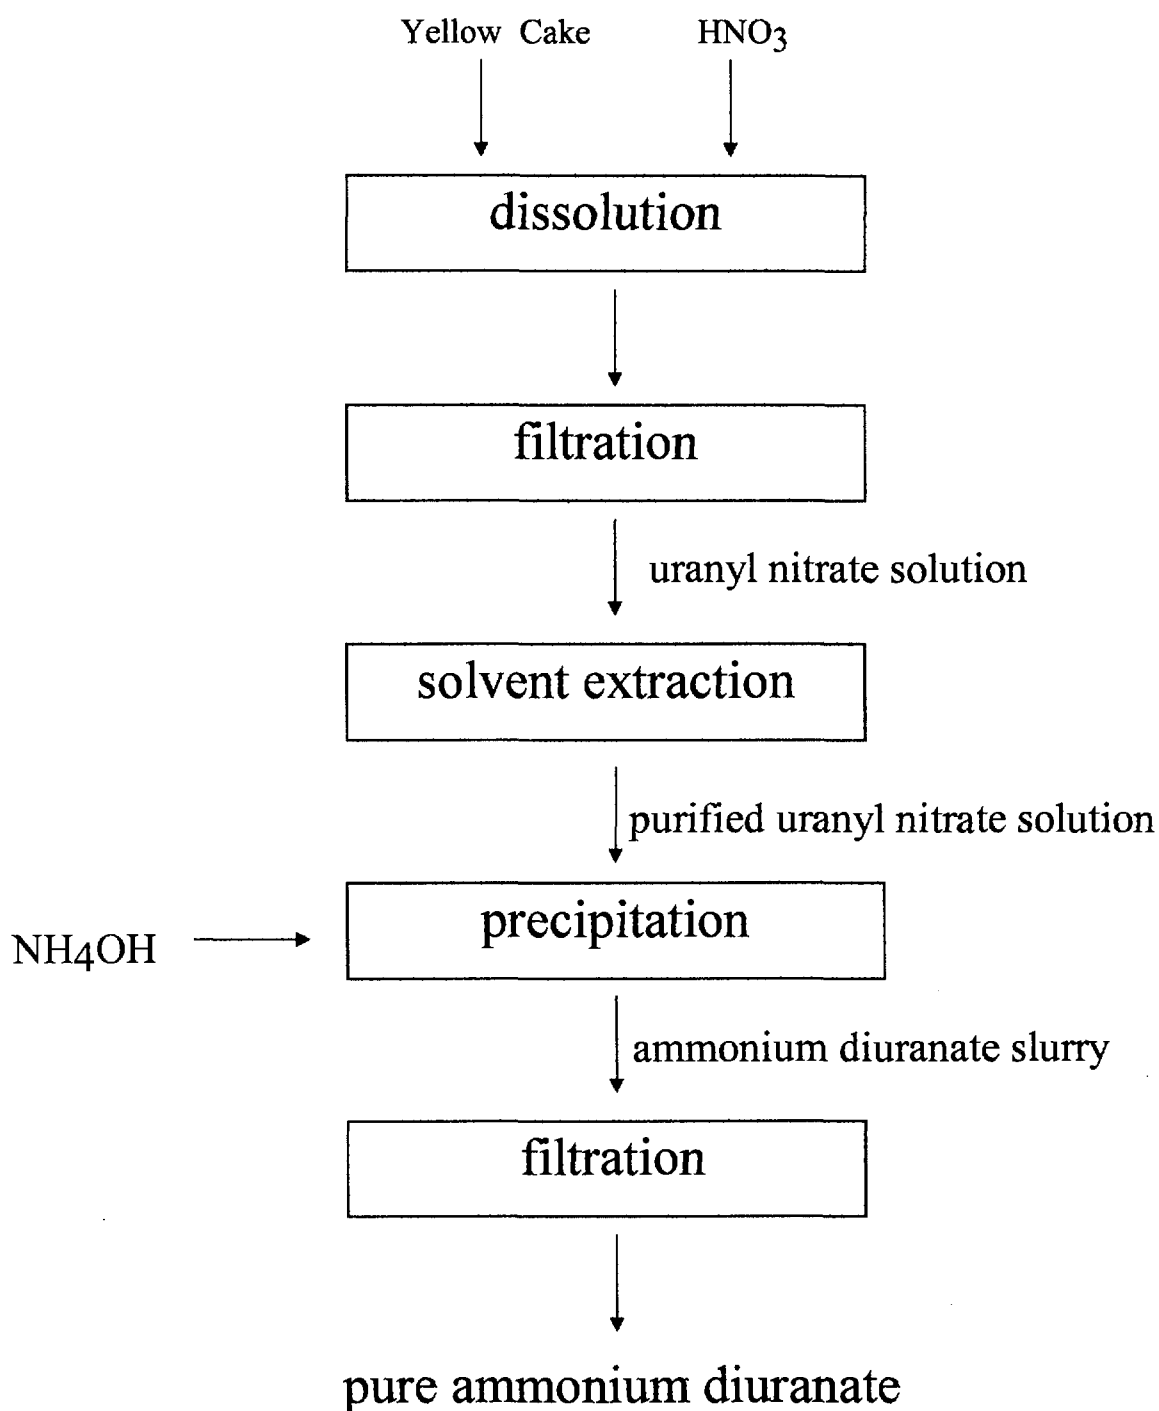 Yellow Cake HNO3
dissolution
filtration
uranyl nitrate solution
solvent extraction
purified uranyl nitrate solution
precipitation
NH4OH
ammonium diuranate slurry
filtration
pure ammonium diuranate